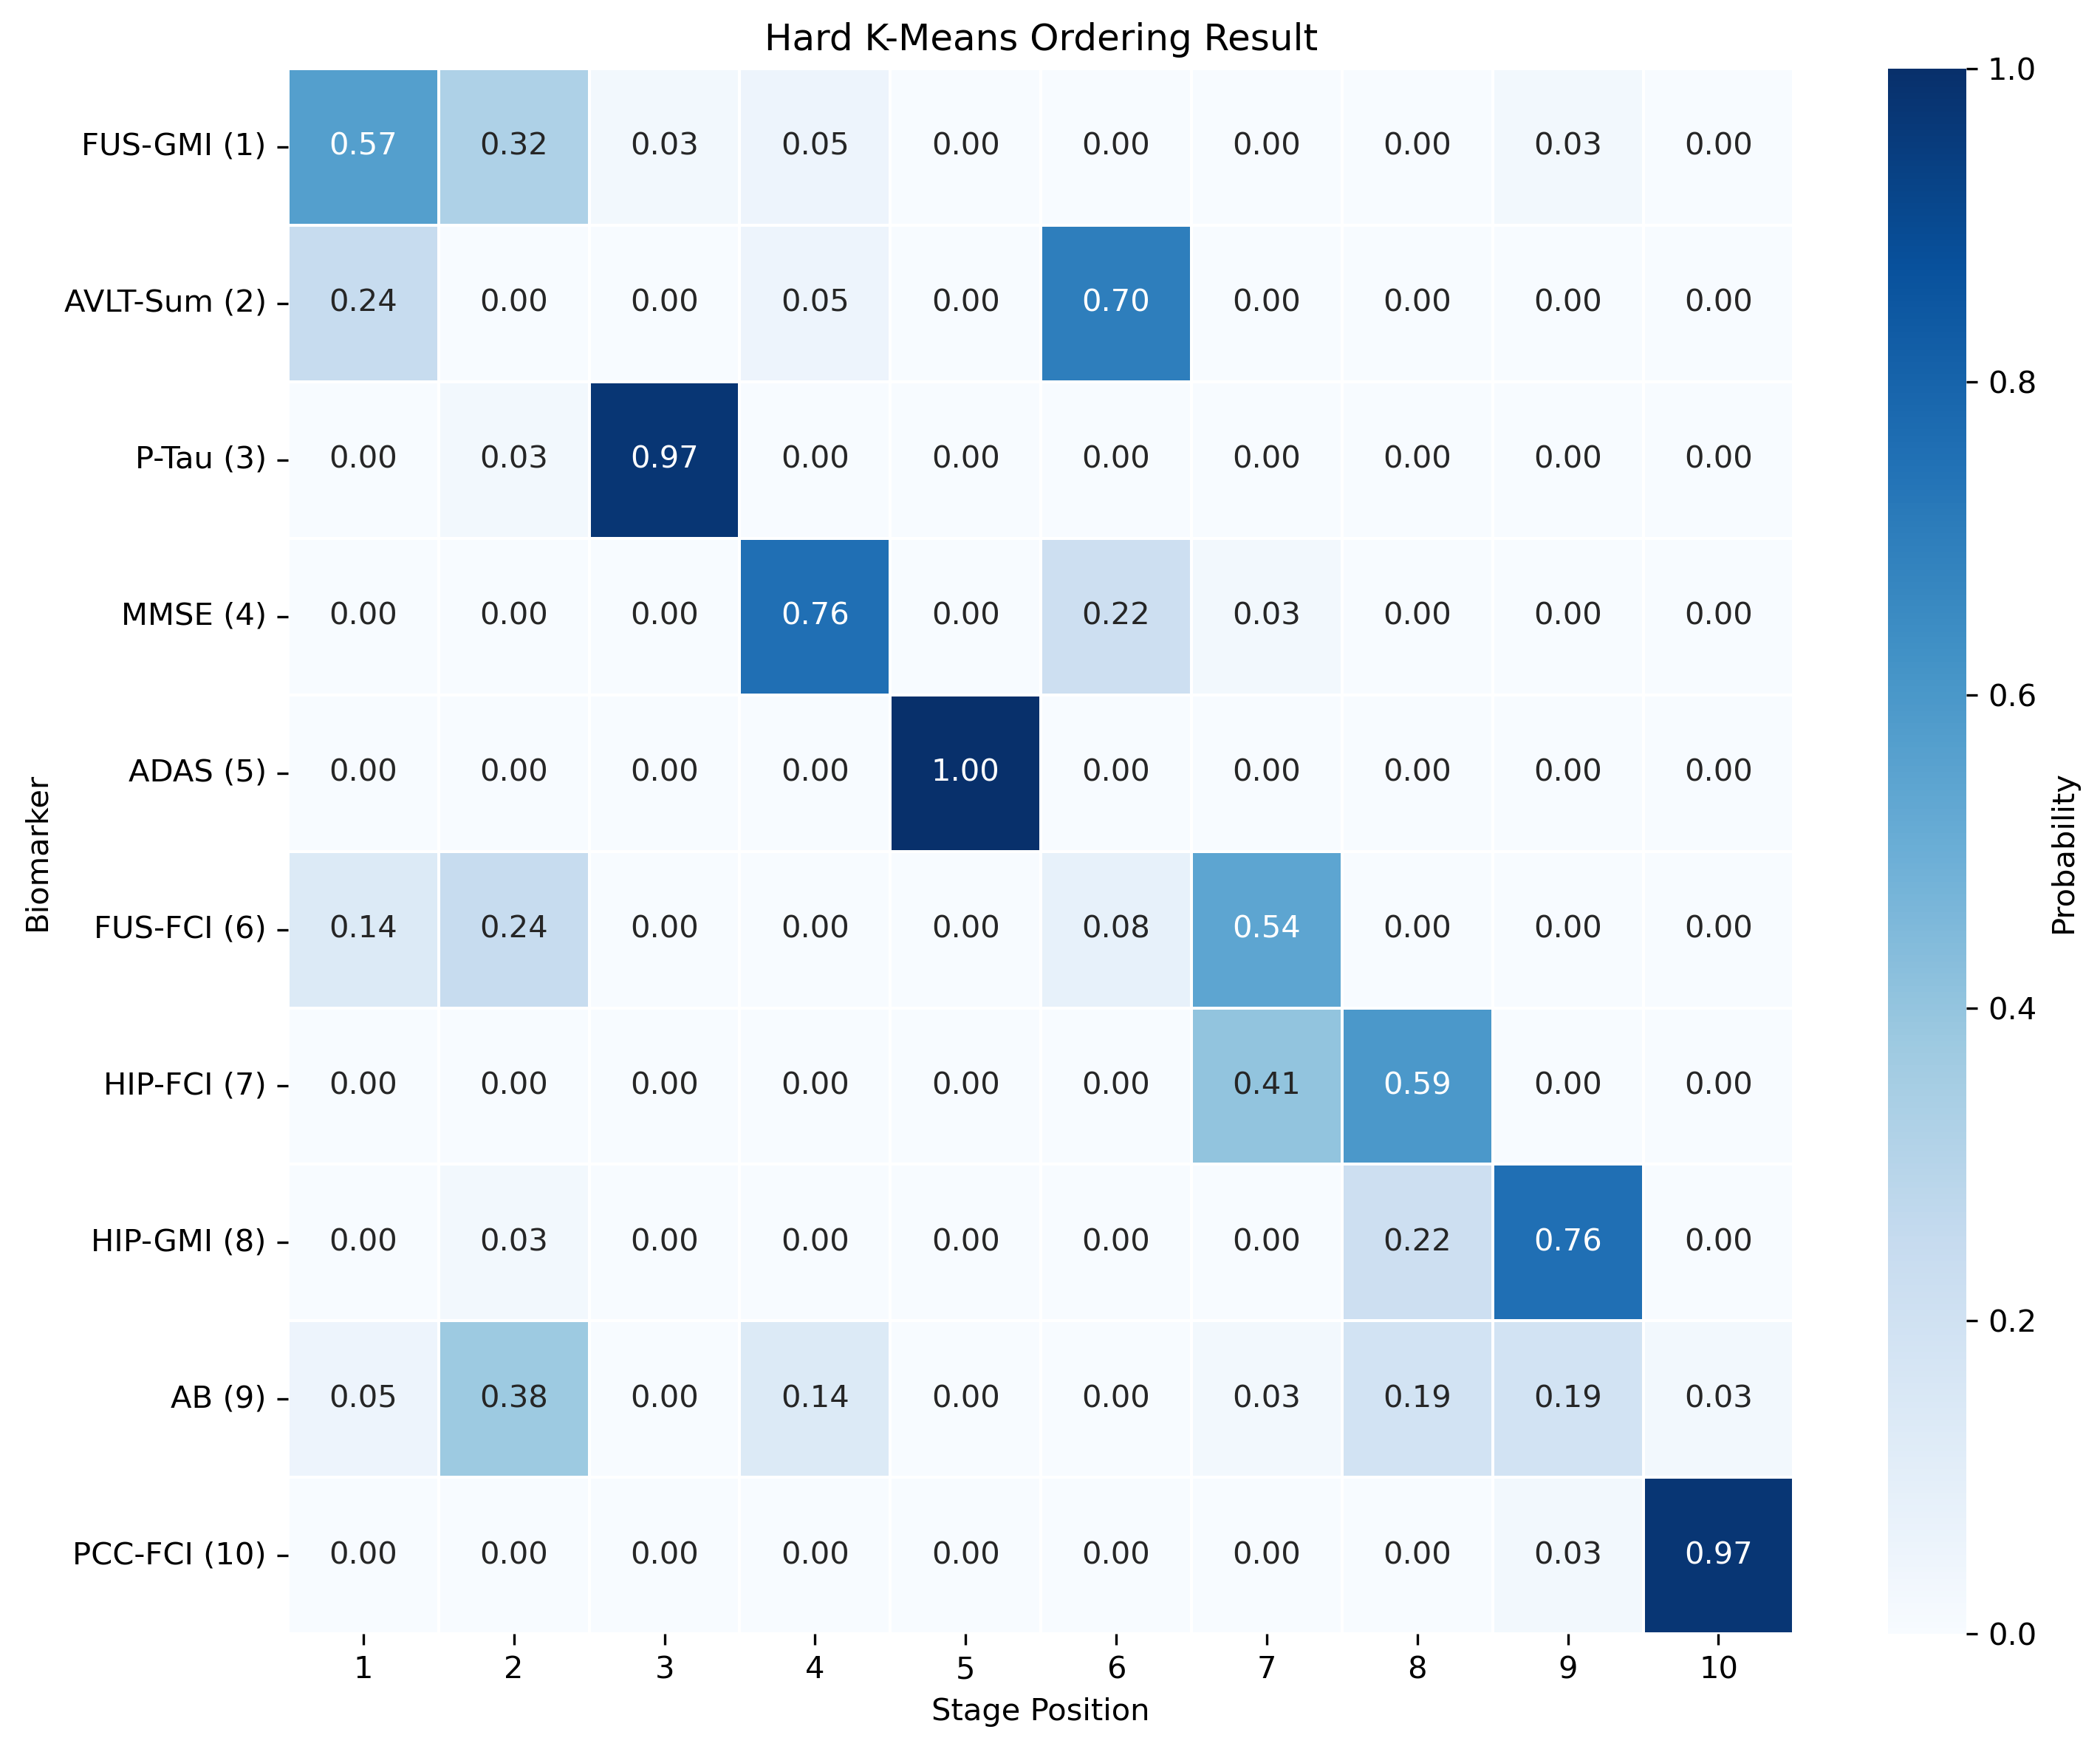 Hard K-Means Ordering Result
FUS-GMI (1) 0.57 0.32 0.03 0.05 0.00 0.00 0.00 0.00 0.03 0.00
AVLT-Sum (2) 0.24 0.00 0.00 0.05 0.00 0.70 0.00 0.00 0.00 0.00
P-Tau (3) 0.00 0.03 0.97 0.00 0.00 0.00 0.00 0.00 0.00 0.00
MMSE (4) 0.00 0.00 0.00 0.76 0.00 0.22 0.03 0.00 0.00 0.00
ADAS (5) 0.00 0.00 0.00 0.00 1.00 0.00 0.00 0.00 0.00 0.00
FUS-FCI (6) 0.14 0.24 0.00 0.00 0.00 0.08 0.54 0.00 0.00 0.00
HIP-FCI (7) 0.00 0.00 0.00 0.00 0.00 0.00 0.41 0.59 0.00 0.00
HIP-GMI (8) 0.00 0.03 0.00 0.00 0.00 0.00 0.00 0.22 0.76 0.00
AB (9) 0.05 0.38 0.00 0.14 0.00 0.00 0.03 0.19 0.19 0.03
PCC-FCI (10) 0.00 0.00 0.00 0.00 0.00 0.00 0.00 0.00 0.03 0.97
1 2 3 4 5 6 7 8 9 10
Stage Position
Biomarker
1.0
0.8
0.6
0.4
0.2
0.0
Probability